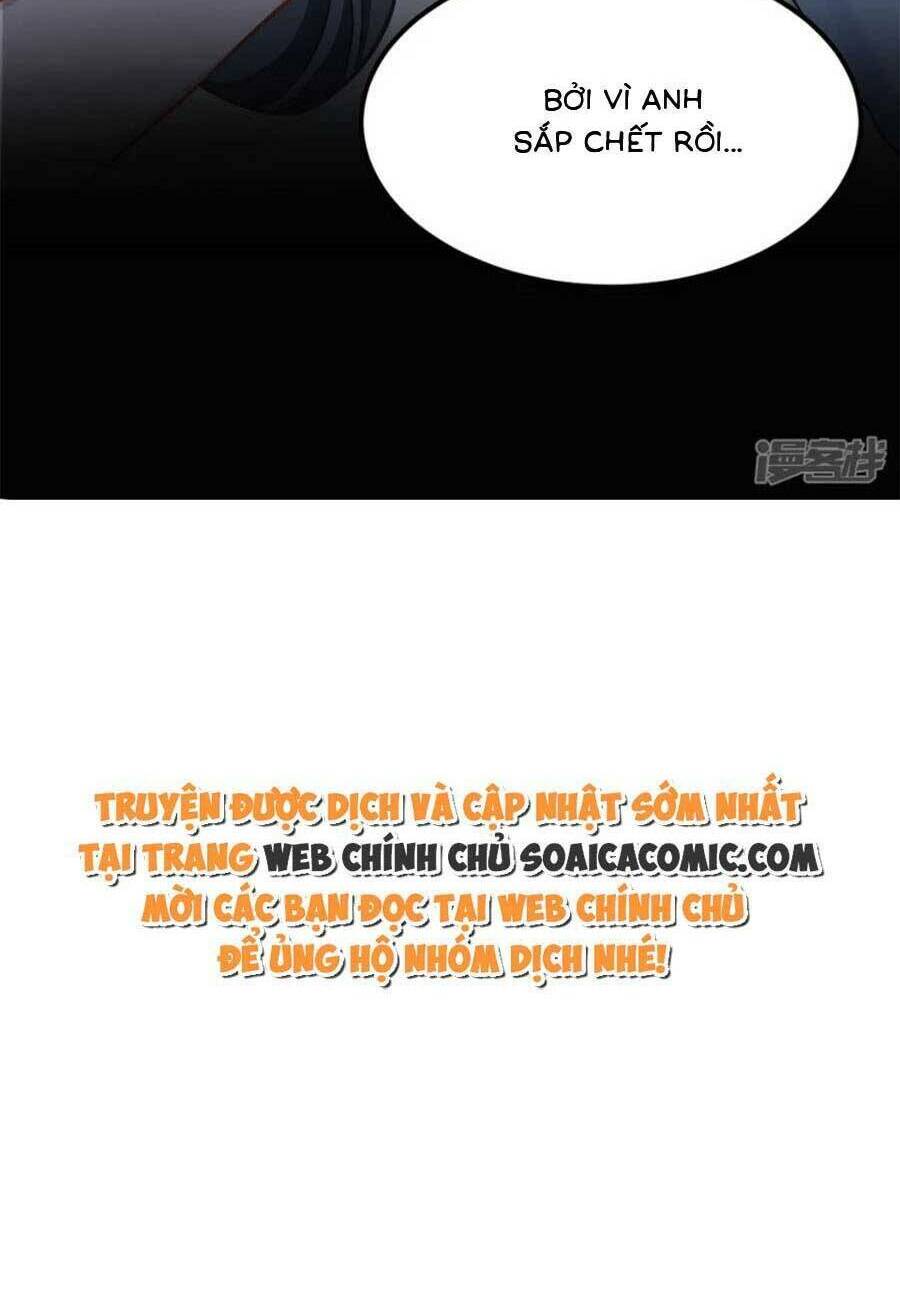 BỞI VÌ ANH
SẮP CHẾT RỒI...
漫客栈
TRUYỆN ĐƯỢC DỊCH VÀ CẬP NHẬT SỚM NHẤT
TẠI TRANG WEB CHÍNH CHỦ SOAICACOMIC.COM
MỜI CÁC BẠN ĐỌC TẠI WEB CHÍNH CHỦ
ĐỂ ỦNG HỘ NHÓM DỊCH NHÉ!